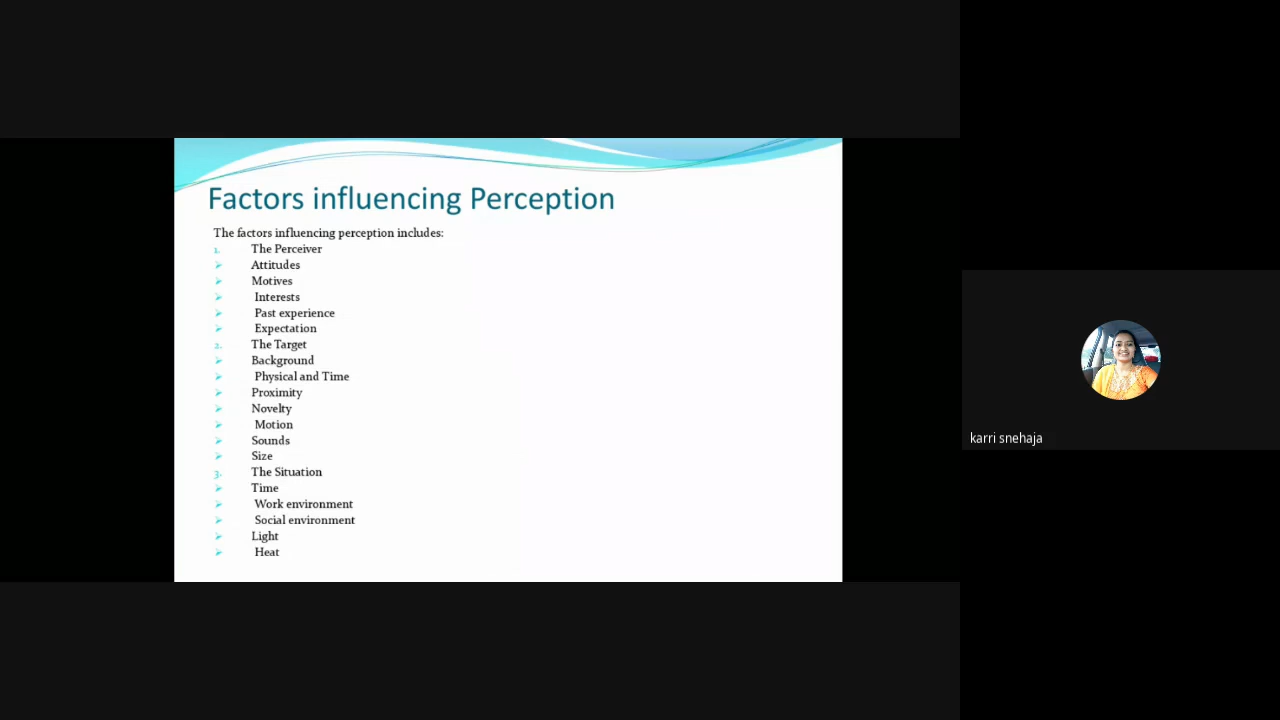 Factors influencing Perception
The factors influencing perception includes:
1. The Perceiver
➢ Attitudes
➢ Motives
➢ Interests
➢ Past experience
➢ Expectation
2. The Target
➢ Background
➢ Physical and Time
➢ Proximity
➢ Novelty
➢ Motion
➢ Sounds
➢ Size
3. The Situation
➢ Time
➢ Work environment
➢ Social environment
➢ Light
➢ Heat
karri snehaja